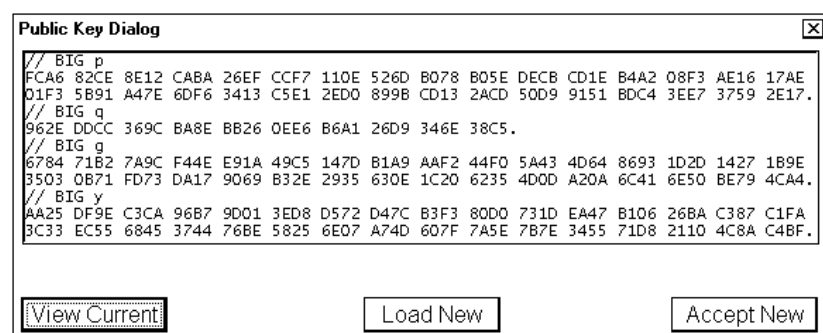 Public Key Dialog
// BIG p
FCA6 82CE 8E12 CABA 26EF CCF7 110E 526D B078 B05E DECB CD1E B4A2 08F3 AE16 17AE
01F3 5B91 A47E 6DF6 3413 C5E1 2ED0 899B CD13 2ACD 50D9 9151 BDC4 3EE7 3759 2E17.
// BIG q
962E DDCC 369C BA8E BB26 0EE6 B6A1 26D9 346E 38C5.
// BIG g
6784 71B2 7A9C F44E E91A 49C5 147D B1A9 AAF2 44F0 5A43 4D64 8693 1D2D 1427 1B9E
3503 0B71 FD73 DA17 9069 B32E 2935 630E 1C20 6235 4D0D A20A 6C41 6E50 BE79 4CA4.
// BIG y
AA25 DF9E C3CA 96B7 9D01 3ED8 D572 D47C B3F3 80D0 731D EA47 B106 26BA C387 C1FA
3C33 EC55 6845 3744 76BE 5825 6E07 A74D 607F 7A5E 7B7E 3455 71D8 2110 4C8A C4BF.
View Current
Load New
Accept New